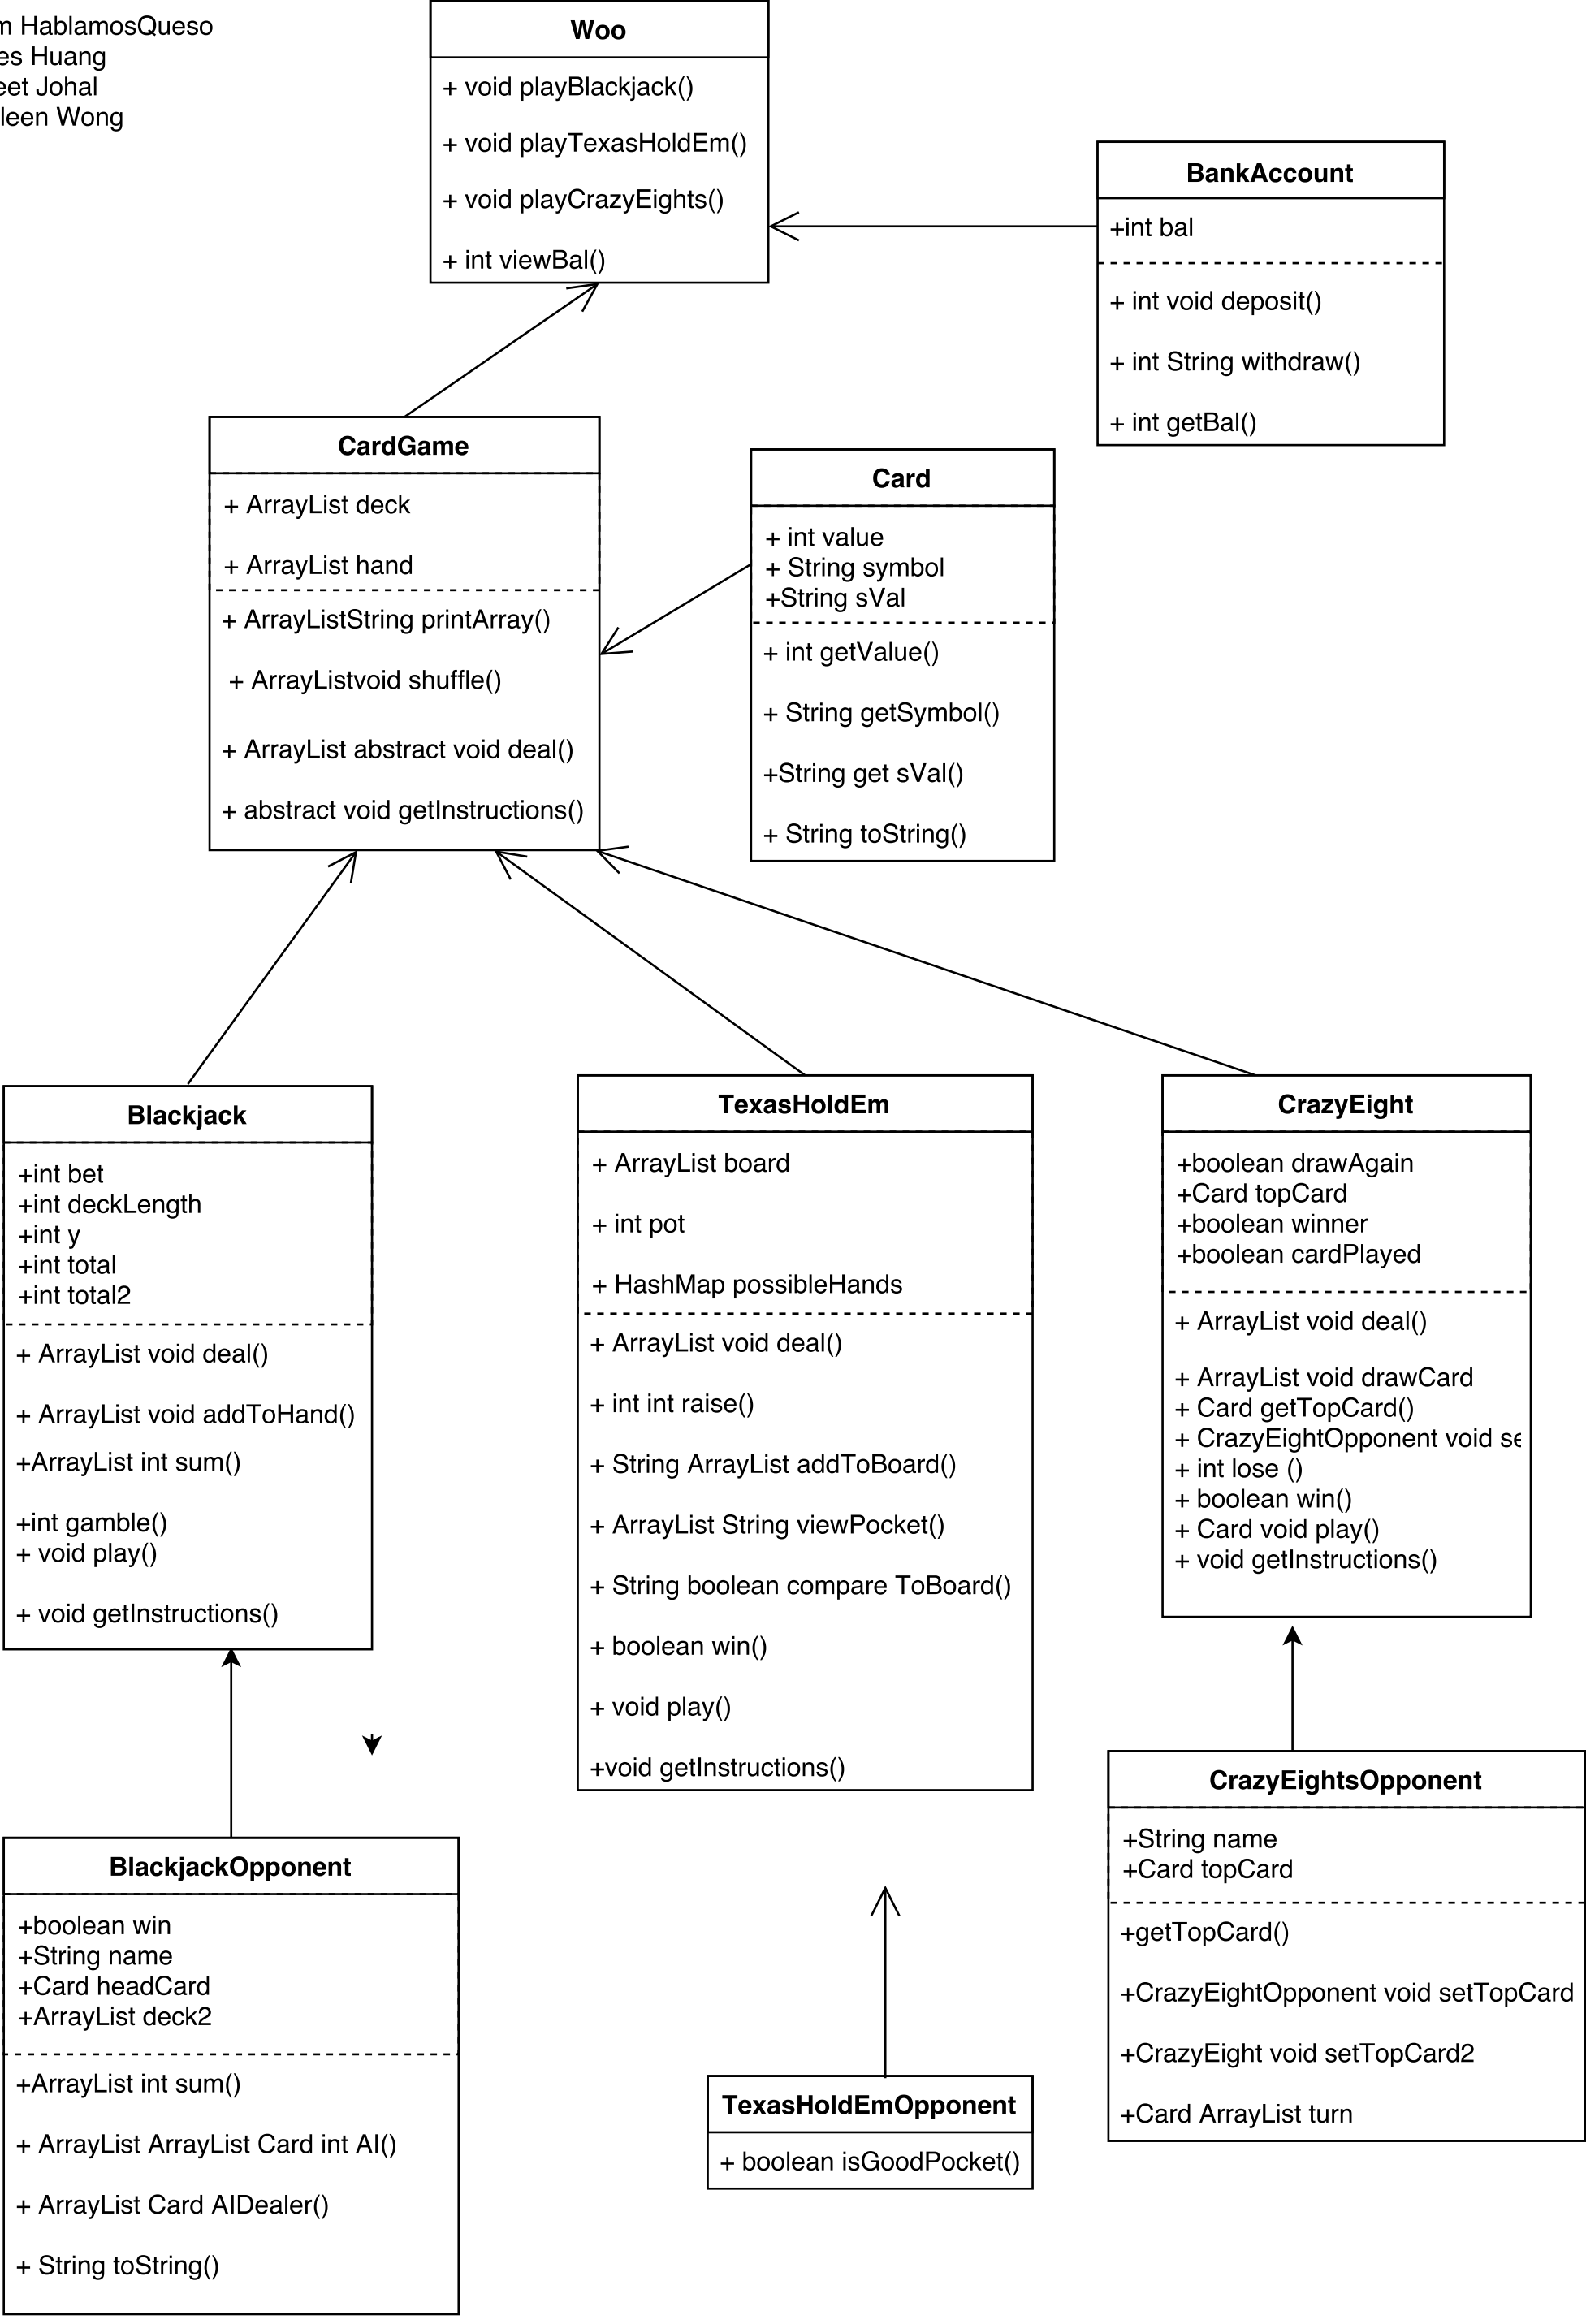 HablamosQueso
Huang
Johal
Wong
Woo
+ void playBlackjack()
+ void playTexasHoldEm()
+ void playCrazyEights()
+ int viewBal()
BankAccount
+int bal
+ int void deposit()
+ int String withdraw()
+ int getBal()
CardGame
+ ArrayList deck
+ ArrayList hand
+ ArrayListString printArray()
+ ArrayListvoid shuffle()
+ ArrayList abstract void deal()
+ abstract void getInstructions()
Card
+ int value
+ String symbol
+String sVal
+ int getValue()
+ String getSymbol()
+String get sVal()
+ String toString()
Blackjack
+int bet
+int deckLength
+int y
+int total
+int total2
+ ArrayList void deal()
+ ArrayList void addToHand()
+ArrayList int sum()
+int gamble()
+ void play()
+ void getInstructions()
TexasHoldEm
+ ArrayList board
+ int pot
+ HashMap possibleHands
+ ArrayList void deal()
+ int int raise()
+ String ArrayList addToBoard()
+ ArrayList String viewPocket()
+ String boolean compare ToBoard()
+ boolean win()
+ void play()
+void getInstructions()
CrazyEight
+boolean drawAgain
+Card topCard
+boolean winner
+boolean cardPlayed
+ ArrayList void deal()
+ ArrayList void drawCard
+ Card getTopCard()
+ CrazyEightOpponent void
+ int lose ()
+ boolean win()
+ Card void play()
+ void getInstructions()
BlackjackOpponent
+boolean win
+String name
+Card headCard
+ArrayList deck2
+ArrayList int sum()
+ ArrayList ArrayList Card int AI()
+ ArrayList Card AIDealer()
+ String toString()
TexasHoldEmOpponent
+ boolean isGoodPocket()
CrazyEightsOpponent
+String name
+Card topCard
+getTopCard()
+CrazyEightOpponent void setTopCard
+CrazyEight void setTopCard2
+Card ArrayList turn